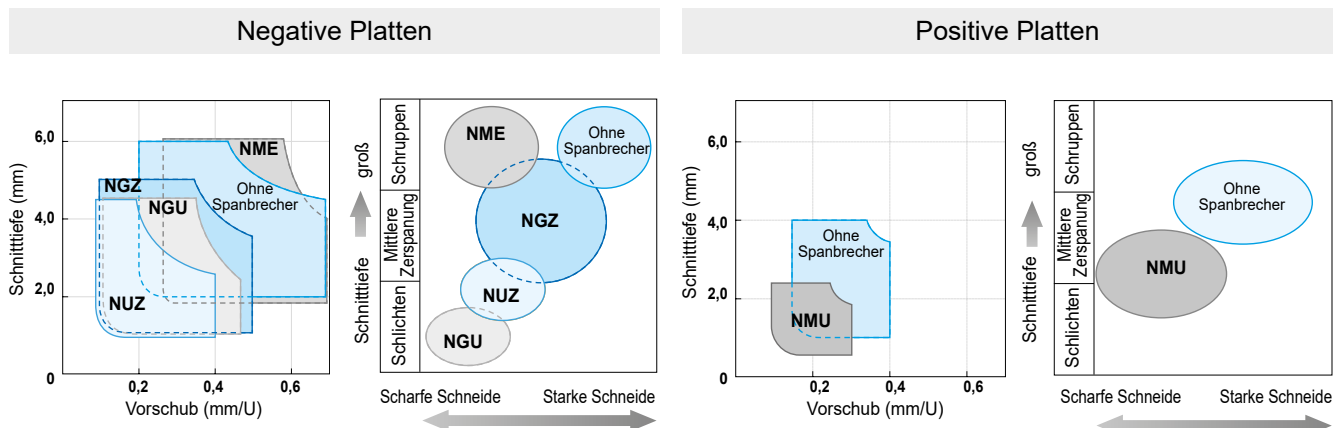 Negative Platten
Schnitttiefe (mm)
6,0
4,0
2,0
0
NME
NGZ
Ohne
Spanbrecher
NGU
NUZ
0,2
0,4
0,6
Vorschub (mm/U)
groß
Schnitttiefe
Schruppen
Mittlere
Zerspanung
Schlichten
NME
Ohne
Spanbrecher
NGZ
NUZ
NGU
Scharfe Schneide
Starke Schneide
Positive Platten
Schnitttiefe (mm)
6,0
4,0
2,0
0
Ohne
Spanbrecher
NMU
0,2
0,4
0,6
Vorschub (mm/U)
groß
Schnitttiefe
Schruppen
Mittlere
Zerspanung
Schlichten
Ohne
Spanbrecher
NMU
Scharfe Schneide
Starke Schneide